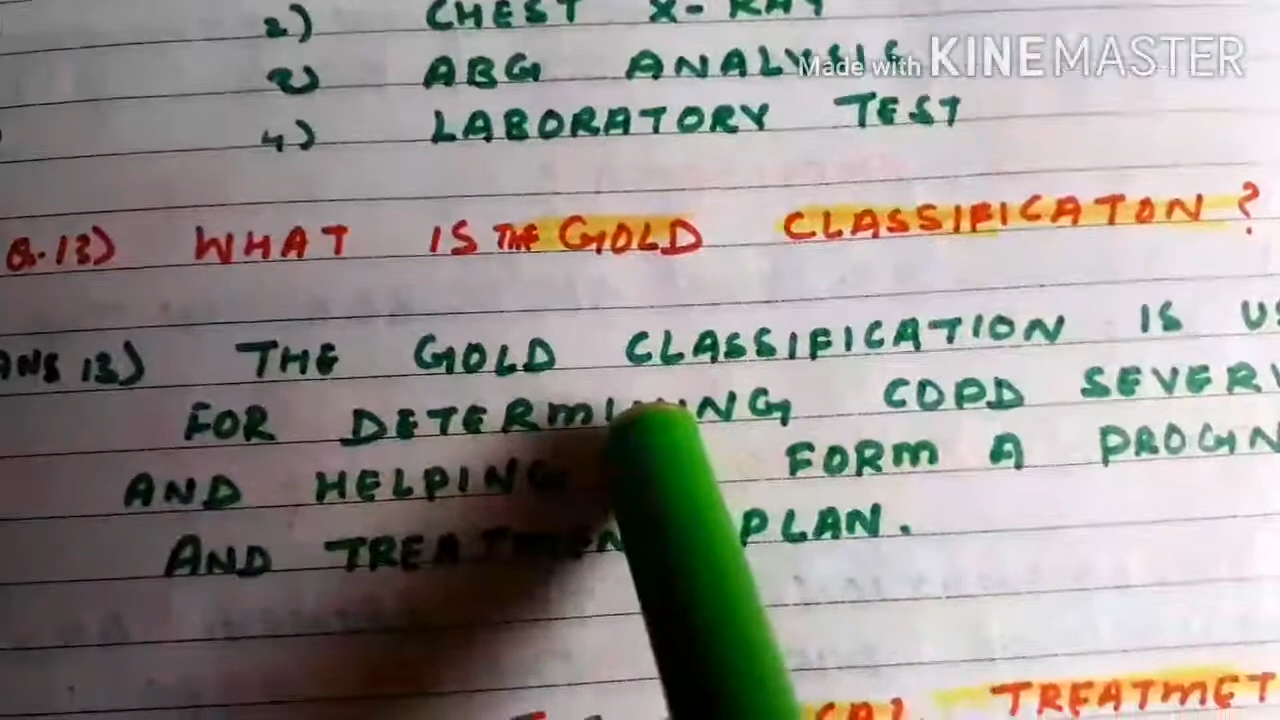 2) CHEST X-RAY
3) ABG ANALYSIS
Made with KINEMASTER
4) LABORATORY TEST
Q.13) WHAT IS THE GOLD CLASSIFICATON ?
ANS 13) THE GOLD CLASSIFICATION IS
FOR DETERMINING COPD
AND HELPING FORM A
AND TREATMENT PLAN.
TREATMET